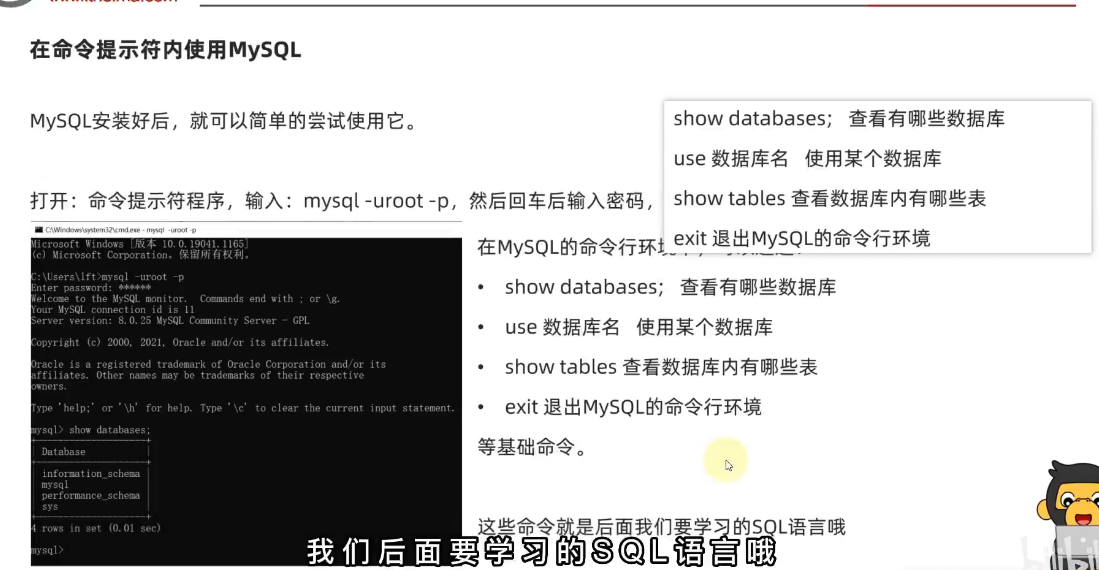 在命令提示符内使用MySQL
MySQL安装好后，就可以简单的尝试使用它。
打开：命令提示符程序，输入：mysql -uroot -p，然后回车后输入密码，
show databases； 查看有哪些数据库
use 数据库名 使用某个数据库
show tables 查看数据库内有哪些表
exit 退出MySQL的命令行环境
C:\Windows\system32\cmd.exe - mysql -uroot -p
Microsoft Windows [版本 10.0.19041.1165]
(c) Microsoft Corporation。保留所有权利。
C:\Users\lft>mysql -uroot -p
Enter password: ******
Welcome to the MySQL monitor.  Commands end with ; or \g.
Your MySQL connection id is 11
Server version: 8.0.25 MySQL Community Server - GPL
Copyright (c) 2000, 2021, Oracle and/or its affiliates.
Oracle is a registered trademark of Oracle Corporation and/or its
affiliates. Other names may be trademarks of their respective
owners.
Type 'help;' or '\h' for help. Type '\c' to clear the current input statement.
mysql> show databases;
Database
information_schema
mysql
performance_schema
sys
4 rows in set (0.01 sec)
mysql>
在MySQL的命令行环境
• show databases； 查看有哪些数据库
• use 数据库名 使用某个数据库
• show tables 查看数据库内有哪些表
• exit 退出MySQL的命令行环境
等基础命令。
这些命令就是后面我们要学习的SQL语言哦
我们后面要学习的SQL语言哦